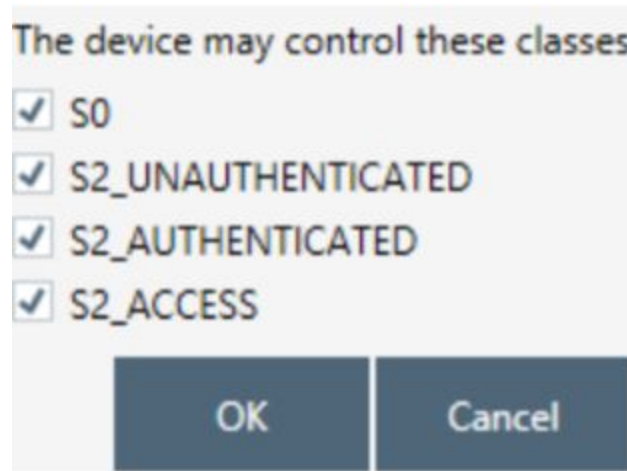 The device may control these classes
S0
S2_UNAUTHENTICATED
S2_AUTHENTICATED
S2_ACCESS
OK Cancel